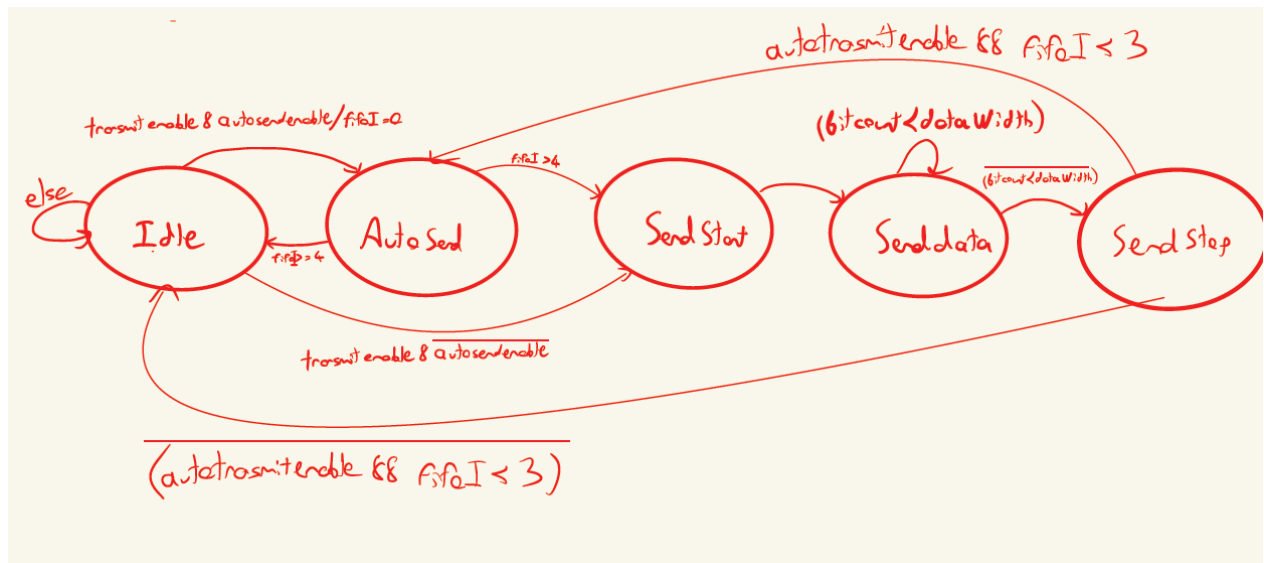 autotrasmitenable && fifoI < 3
transmit enable & autosendenable/fifoI=0
(bitcount<dataWidth)
fifoI >4
(bitcount<dataWidth)
else
Idle
AutoSend
SendStart
Senddata
SendStop
fifoI>=4
transmit enable & autosendenable
(autotrasmitenable && fifoI < 3)